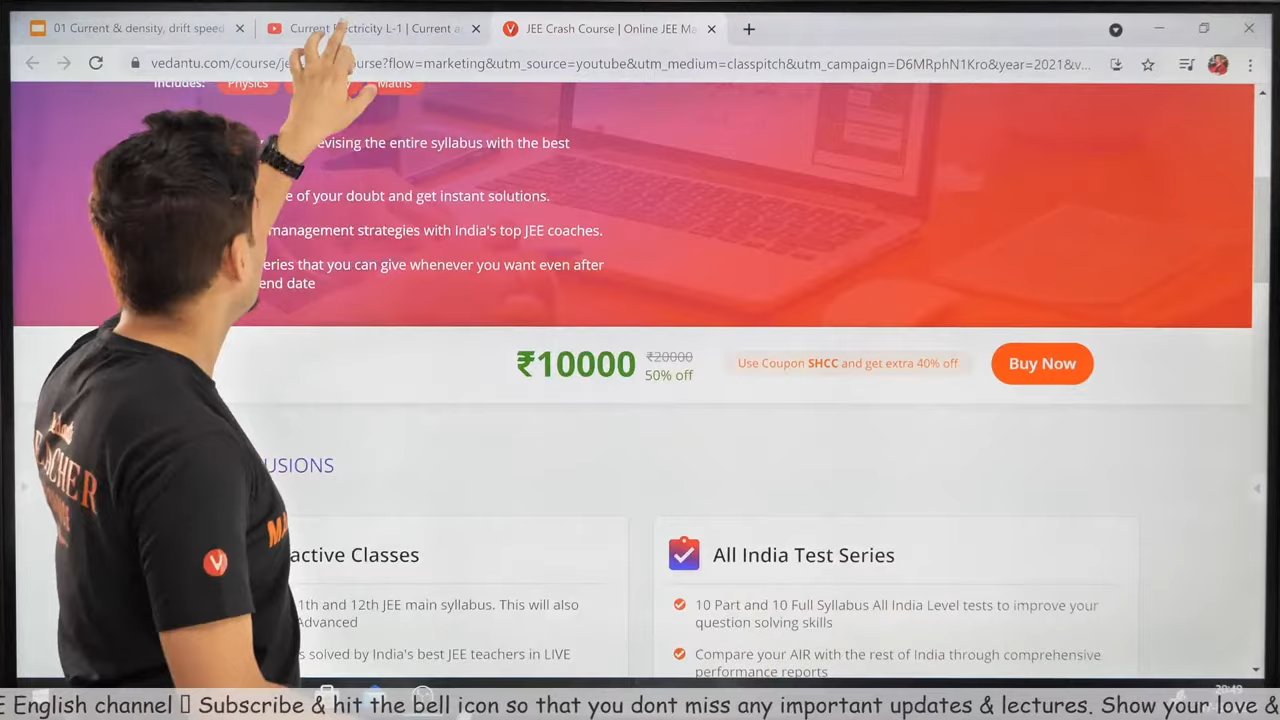 01 Current & density, drift speed
Current Electricity L-1 | Current a
JEE Crash Course | Online JEE Ma
vedantu.com/course/je course?flow=marketing&utm_source=youtube&utm_medium=classpitch&utm_campaign=D6MRphN1Kro&year=2021&v...
Includes: Physics Maths
evising the entire syllabus with the best
e of your doubt and get instant solutions.
management strategies with India's top JEE coaches.
eries that you can give whenever you want even after
end date
₹10000 ₹20000
50% off
Use Coupon SHCC and get extra 40% off
Buy Now
USIONS
active Classes
1th and 12th JEE main syllabus. This will also
Advanced
s solved by India's best JEE teachers in LIVE
All India Test Series
10 Part and 10 Full Syllabus All India Level tests to improve your
question solving skills
Compare your AIR with the rest of India through comprehensive
performance reports
TEACHER
V
20:49
E English channel ▯ Subscribe & hit the bell icon so that you dont miss any important updates & lectures. Show your love &